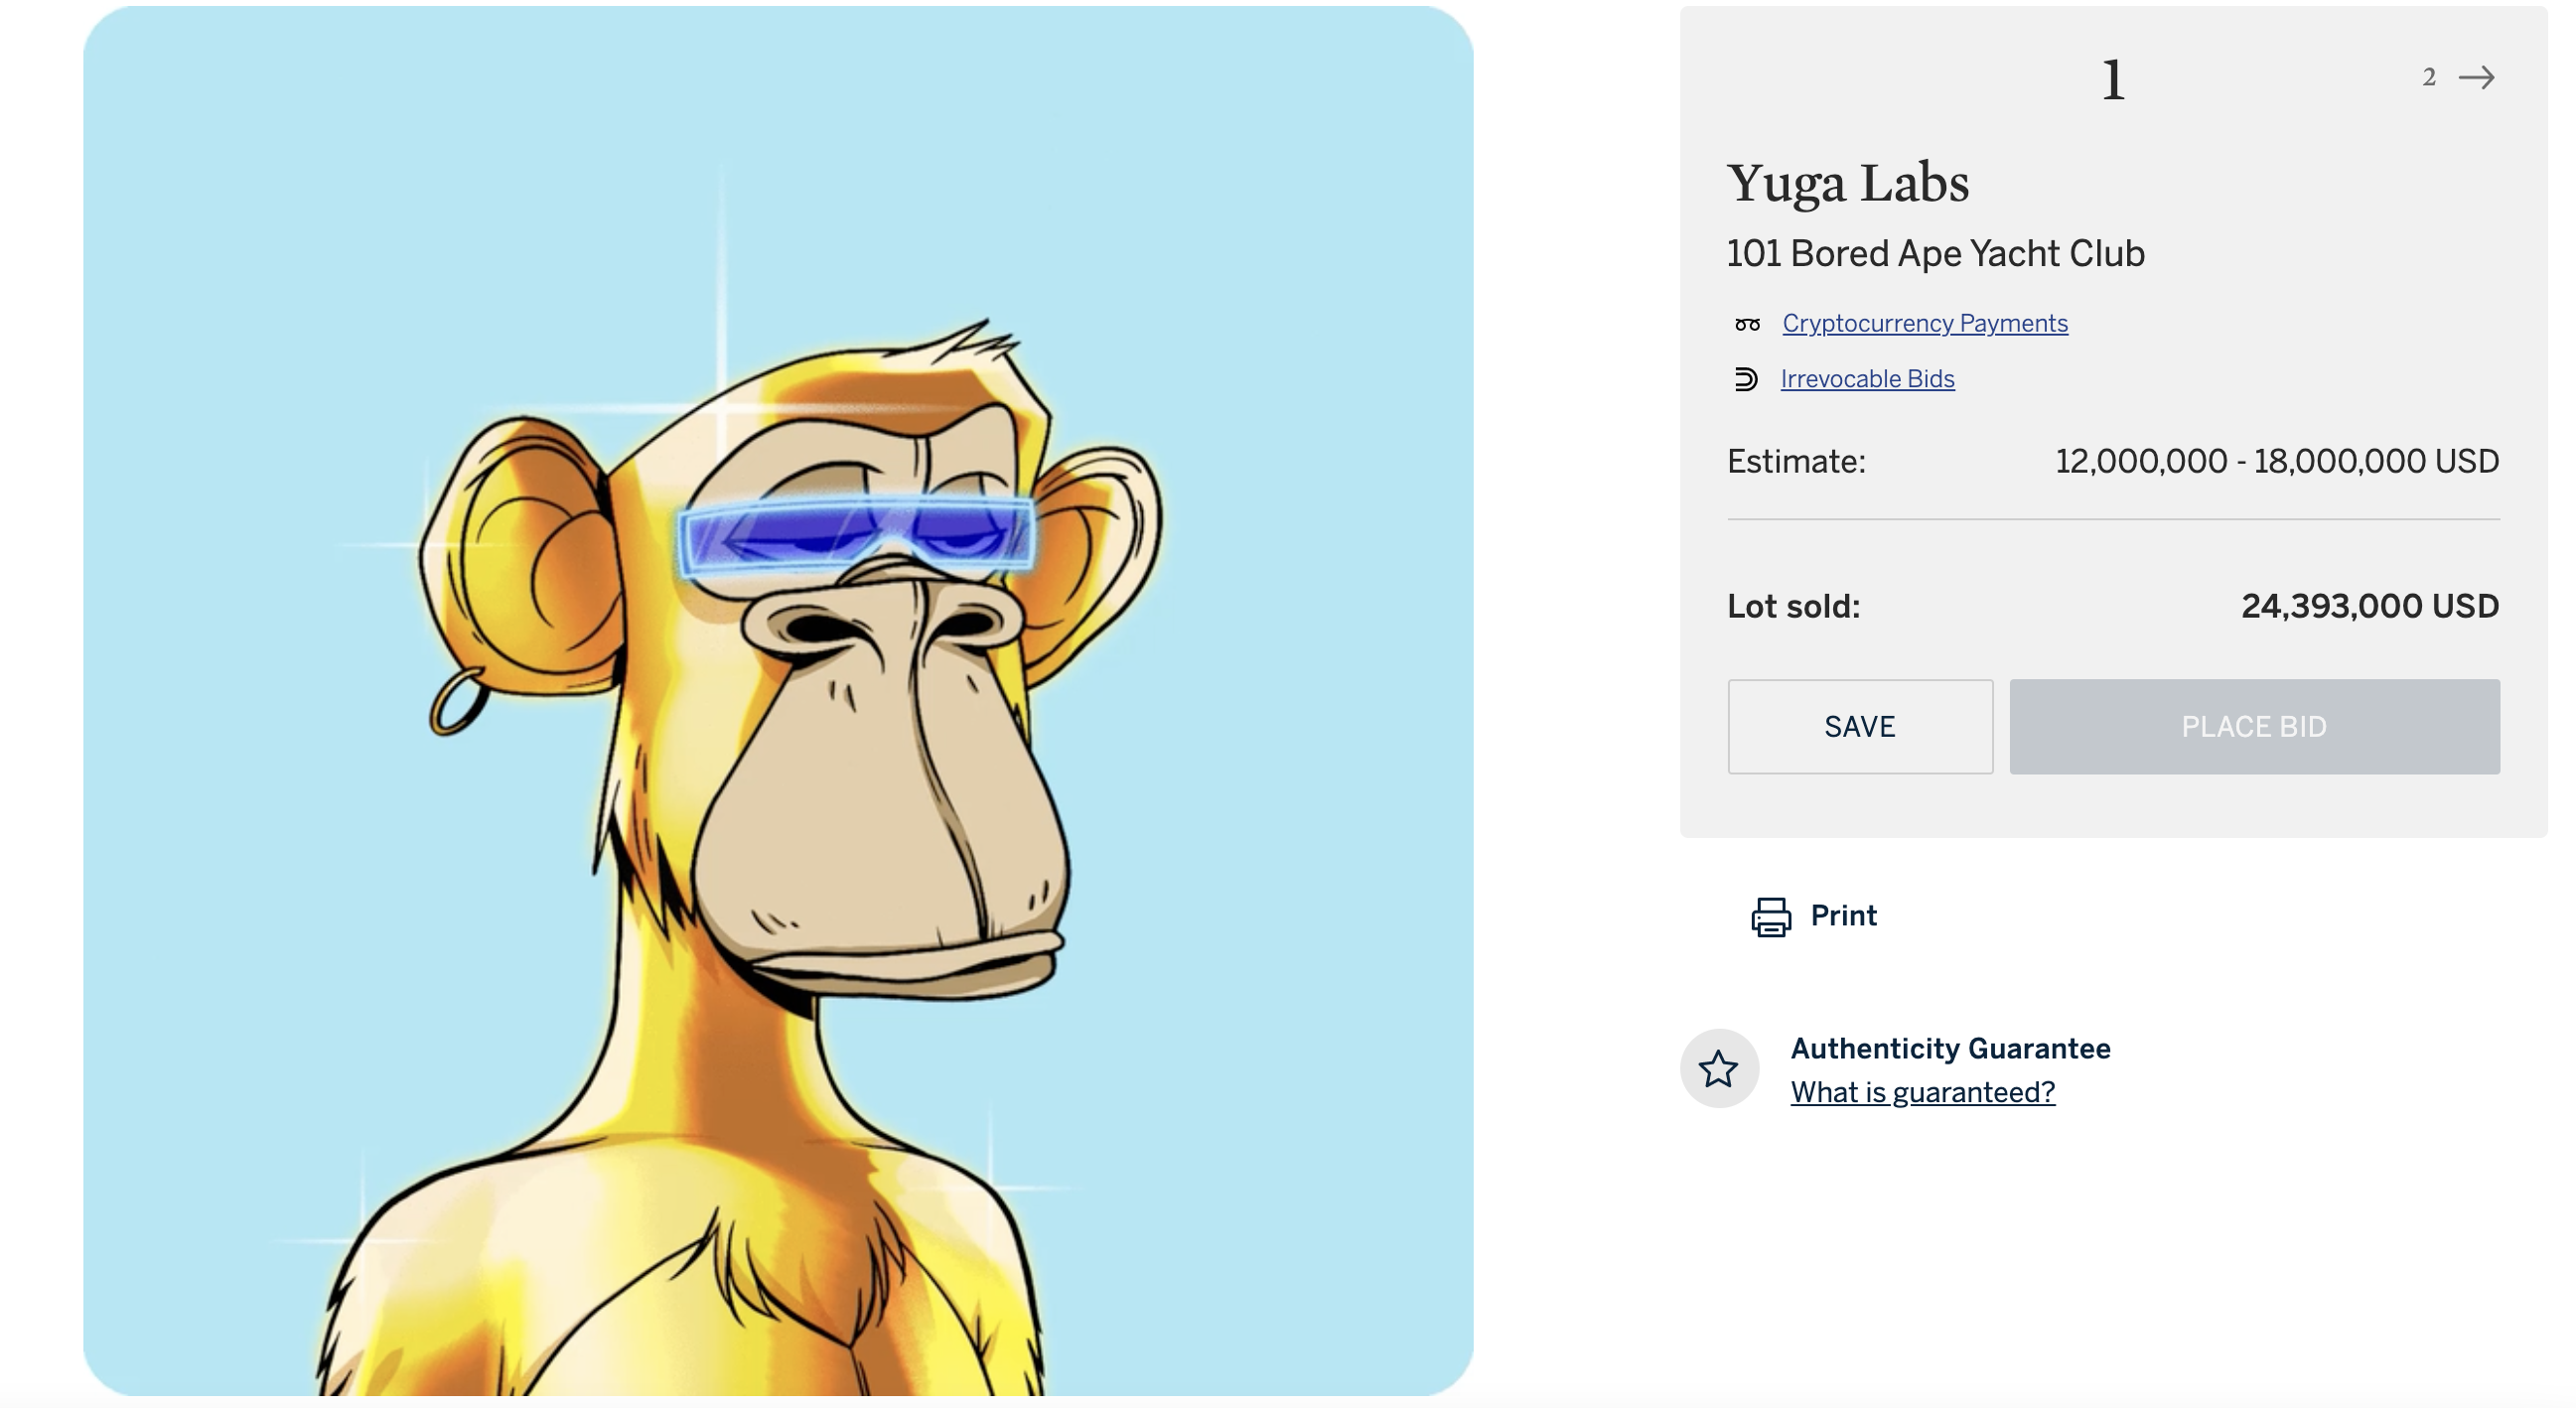 1
2 →
Yuga Labs
101 Bored Ape Yacht Club
Cryptocurrency Payments
Irrevocable Bids
Estimate: 12,000,000 - 18,000,000 USD
Lot sold: 24,393,000 USD
SAVE PLACE BID
Print
Authenticity Guarantee
What is guaranteed?